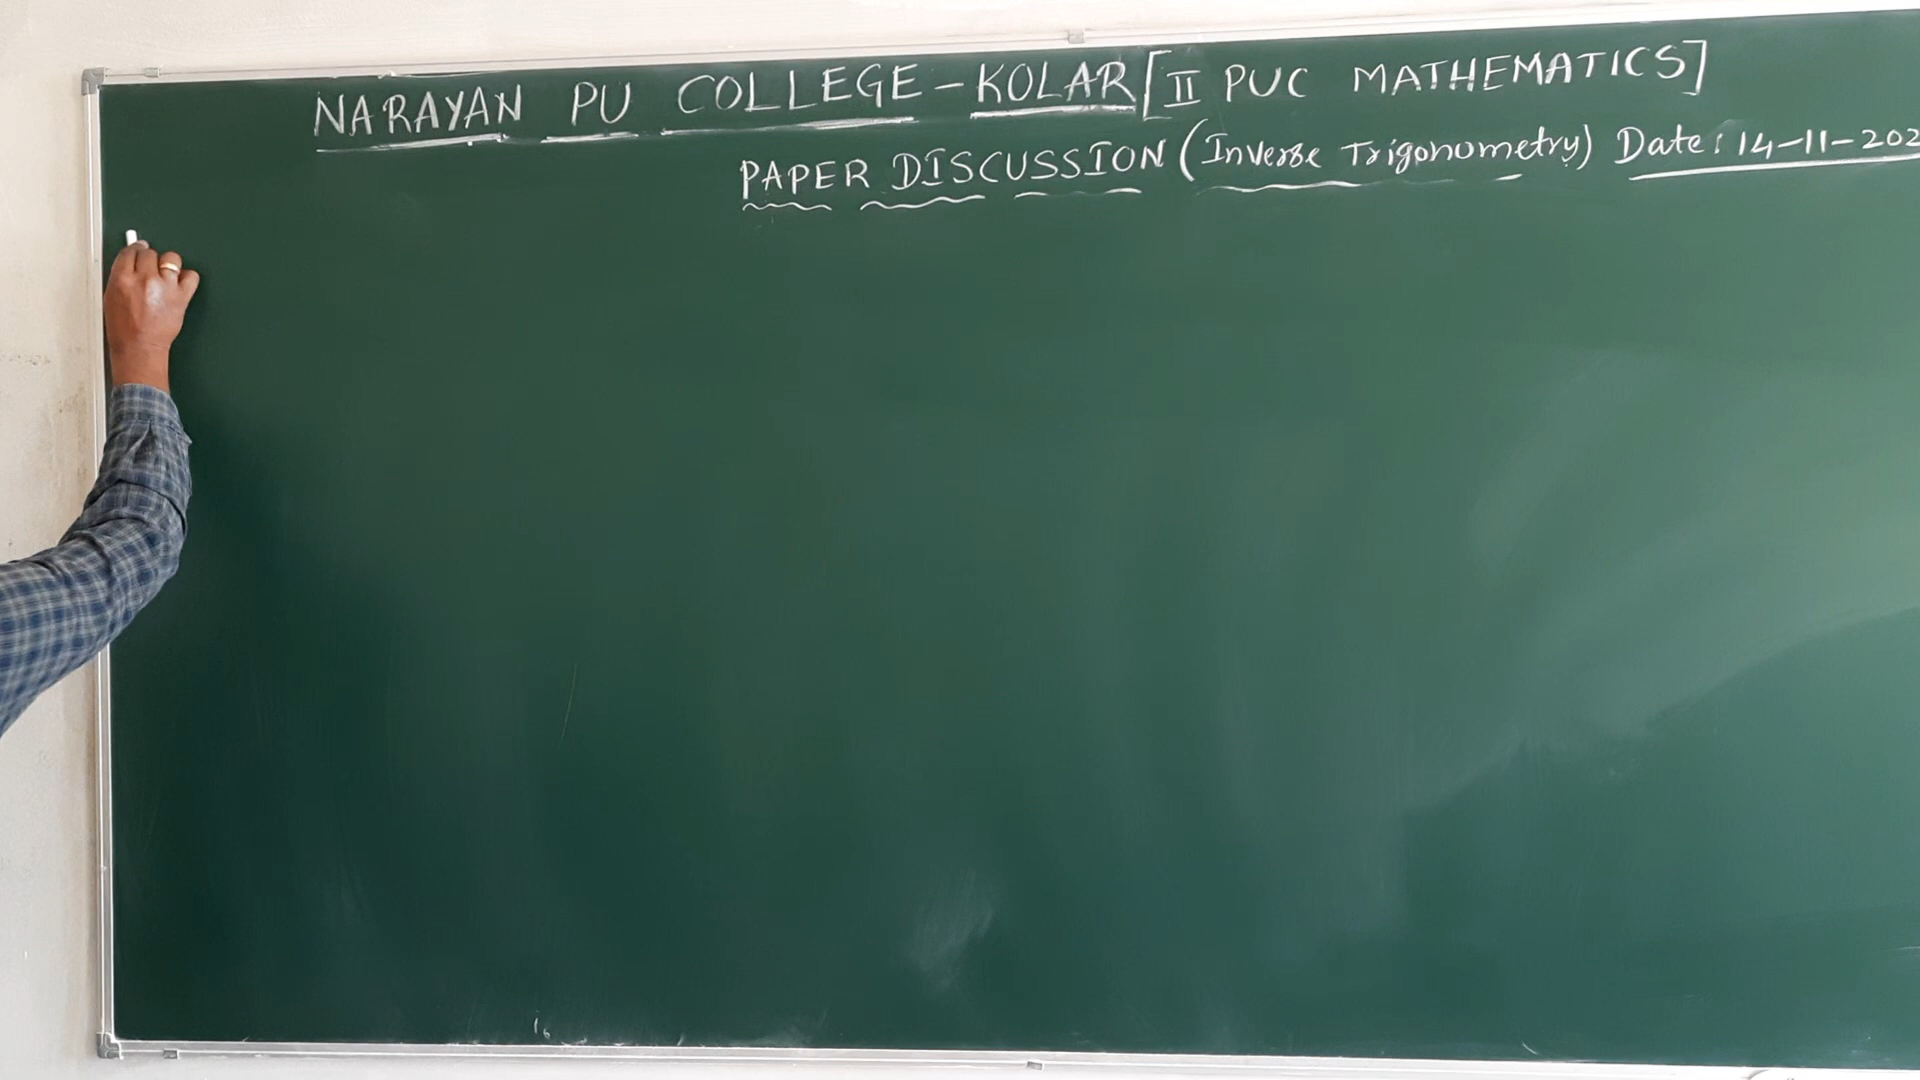 NARAYAN PU COLLEGE - KOLAR [II PUC MATHEMATICS]
PAPER DISCUSSION (Inverse Trigonometry) Date: 14-11-202